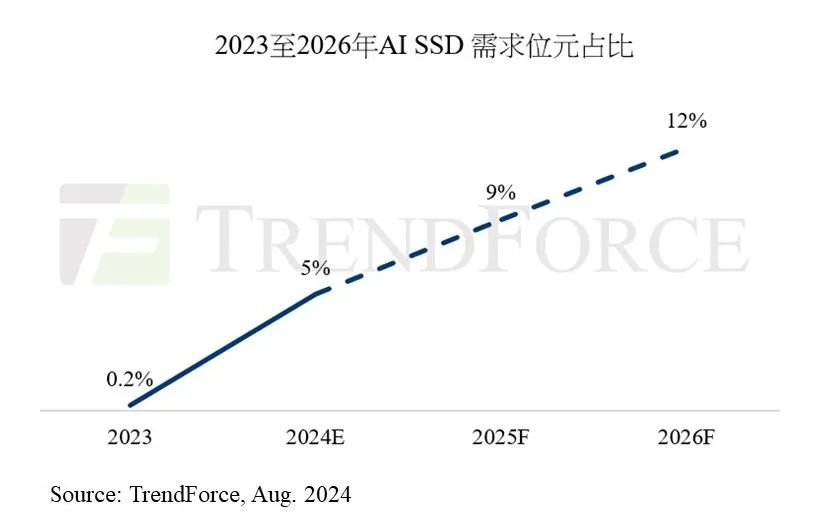 2023至2026年AI SSD 需求位元占比
12%
9%
5%
0.2%
TRENDFORCE
2023 2024E 2025F 2026F
Source: TrendForce, Aug. 2024